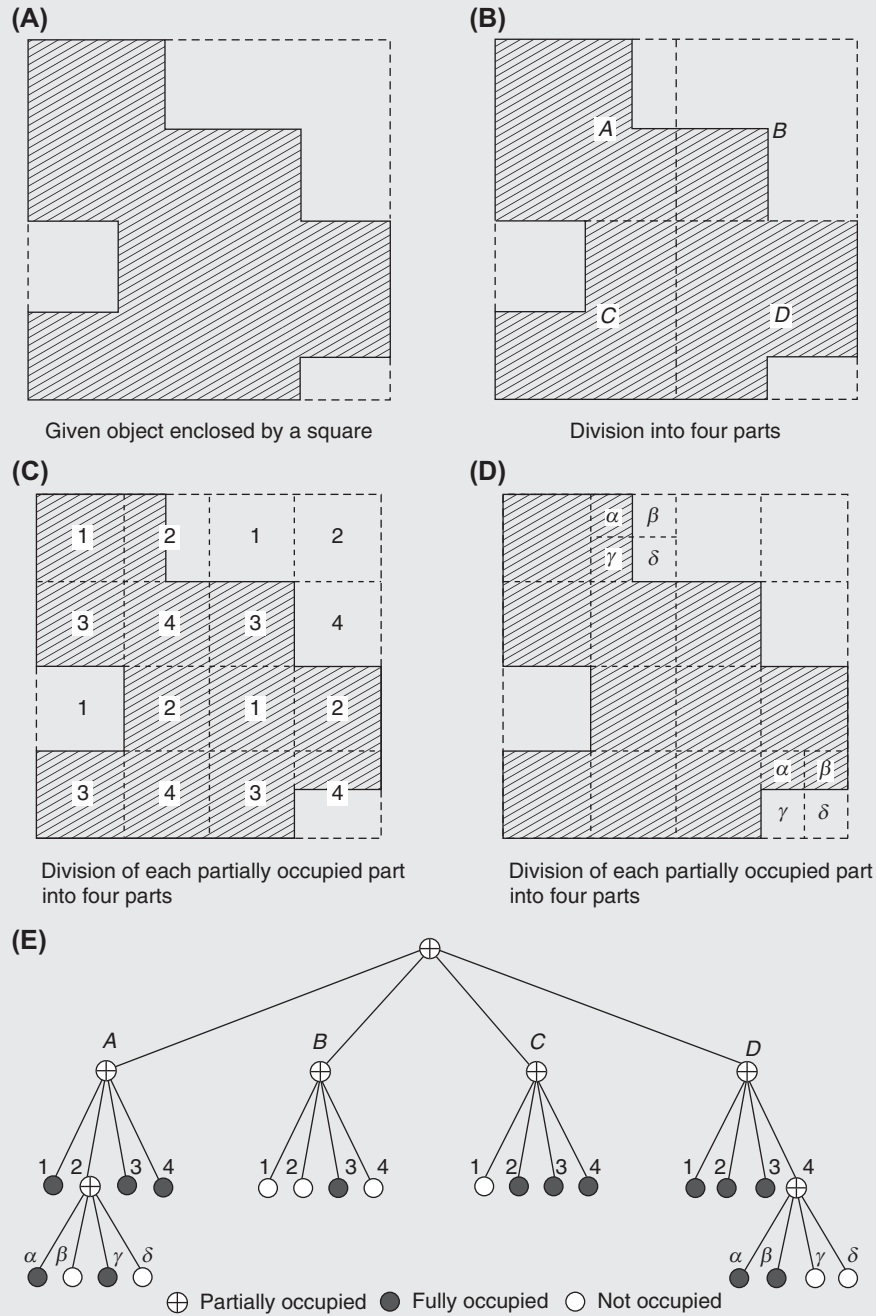 (A)
(B)
A
B
C
D
Given object enclosed by a square
Division into four parts
(C)
(D)
1 2 1 2
3 4 3 4
1 2 1 2
3 4 3 4
α β
γ δ
α β
γ δ
Division of each partially occupied part
into four parts
Division of each partially occupied part
into four parts
(E)
A B C D
1 2 3 4 1 2 3 4 1 2 3 4 1 2 3 4
α β γ δ α β γ δ
Partially occupied Fully occupied Not occupied